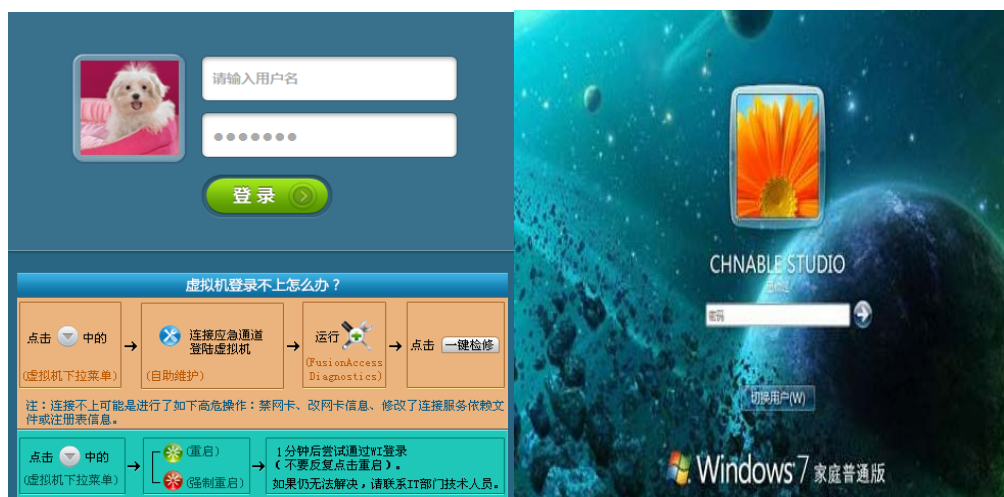 请输入用户名
登录
虚拟机登录不上怎么办？
点击 中的
(虚拟机下拉菜单)
连接应急通道
登陆虚拟机
(自助维护)
运行
(FusionAccess
Diagnostics)
点击 一键检修
注：连接不上可能是进行了如下高危操作：禁网卡、改网卡信息、修改了连接服务依赖文
件或注册表信息。
点击 中的
(虚拟机下拉菜单)
(重启)
(强制重启)
1分钟后尝试通过WI登录
（不要反复点击重启）。
如果仍无法解决，请联系IT部门技术人员。
CHNABLE STUDIO
密码
切换用户(W)
Windows 7 家庭普通版